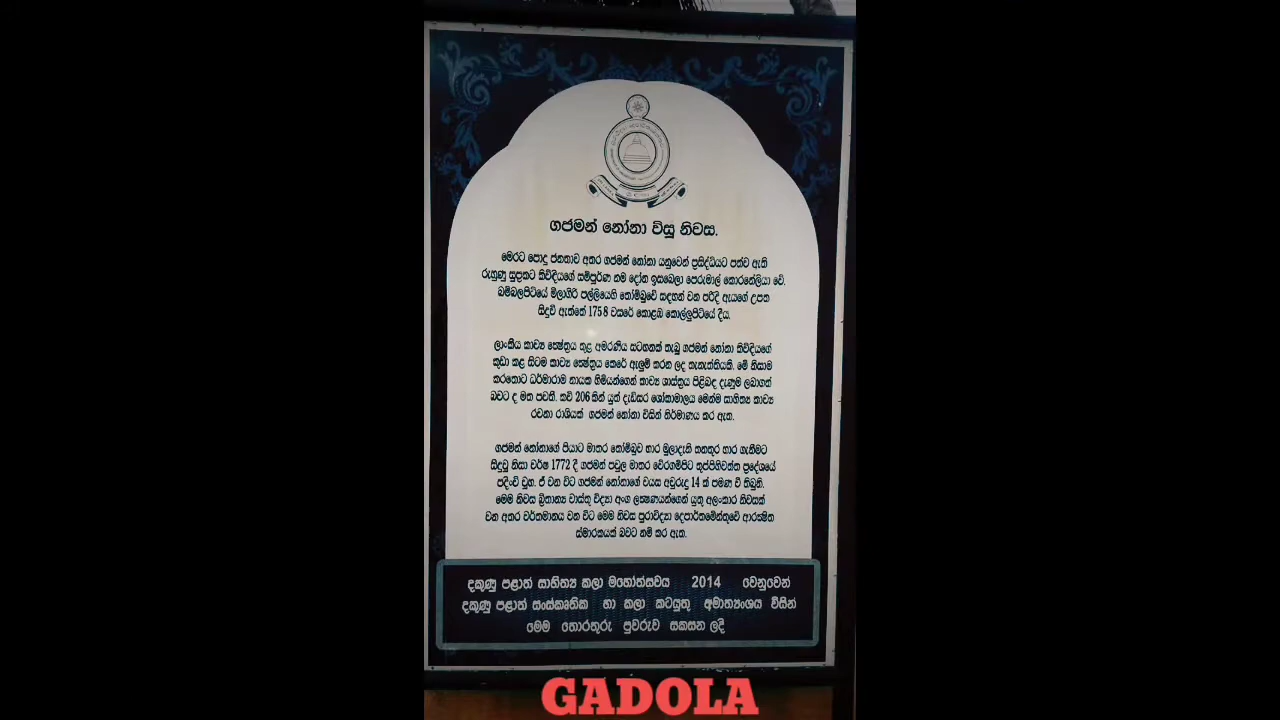 ගජමන් නෝනා විසූ නිවස.
මෙරට පොදු ජනතාව අතර ගජමන් නෝනා යනුවෙන් ප්‍රසිද්ධියට පත්ව ඇති
රුහුණු සුප්‍රකට කිවිදියගේ සම්පූර්ණ නම දෝන ඉසබෙලා පෙරුමාල් කොරනේලියා වේ.
බම්බලපිටියේ මිලාගිරි පල්ලියෙහි තෝම්බුවේ සඳහන් වන පරිදි ඇයගේ උපත
සිදුවී ඇත්තේ 1758 වසරේ කොළඹ කොල්ලුපිටියේ දීය.
ලාංකීය කාව්‍ය ක්‍ෂේත්‍රය තුළ අමරණීය සටහනක් තැබූ ගජමන් නෝනා කිවිදියගේ
කුඩා කළ සිටම කාව්‍ය ක්‍ෂේත්‍රය කෙරේ ඇලුම් කරන ලද තැනැත්තියකි. මේ නිසාම
කරතොට ධර්මාරාම නායක හිමියන්ගෙන් කාව්‍ය ශාස්ත්‍රය පිළිබඳ දැනුම ලබාගත්
බවට ද මත පවතී. කවි 206 කින් යුත් දැඩිසර ශෝකාමාලය මෙන්ම සාහිත්‍ය කාව්‍ය
රචනා රාශියක් ගජමන් නෝනා විසින් නිර්මාණය කර ඇත.
ගජමන් නෝනාගේ පියාට මාතර තෝම්බුව භාර මුලාදෑනි තනතුර භාර ගැනීමට
සිදුවූ නිසා වර්ෂ 1772 දී ගජමන් පවුල මාතර වේරගම්පිට තුප්පිහිවත්ත ප්‍රදේශයේ
පදිංචි වූහ. ඒ වන විට ගජමන් නෝනාගේ වයස අවුරුදු 14 ක් පමණ වී තිබුනි.
මෙම නිවස බ්‍රිතාන්‍ය වාස්තු විද්‍යා අංග ලක්‍ෂණයන්ගෙන් යුතු අලංකාර නිවසක්
වන අතර වර්තමානය වන විට මෙම නිවස පුරාවිද්‍යා දෙපාර්තමේන්තුවේ ආරක්‍ෂිත
ස්මාරකයක් බවට නම් කර ඇත.
දකුණු පළාත් සාහිත්‍ය කලා මහෝත්සවය 2014 වෙනුවෙන්
දකුණු පළාත් සංස්කෘතික හා කලා කටයුතු අමාත්‍යංශය විසින්
මෙම තොරතුරු පුවරුව සකසන ලදී
GADOLA